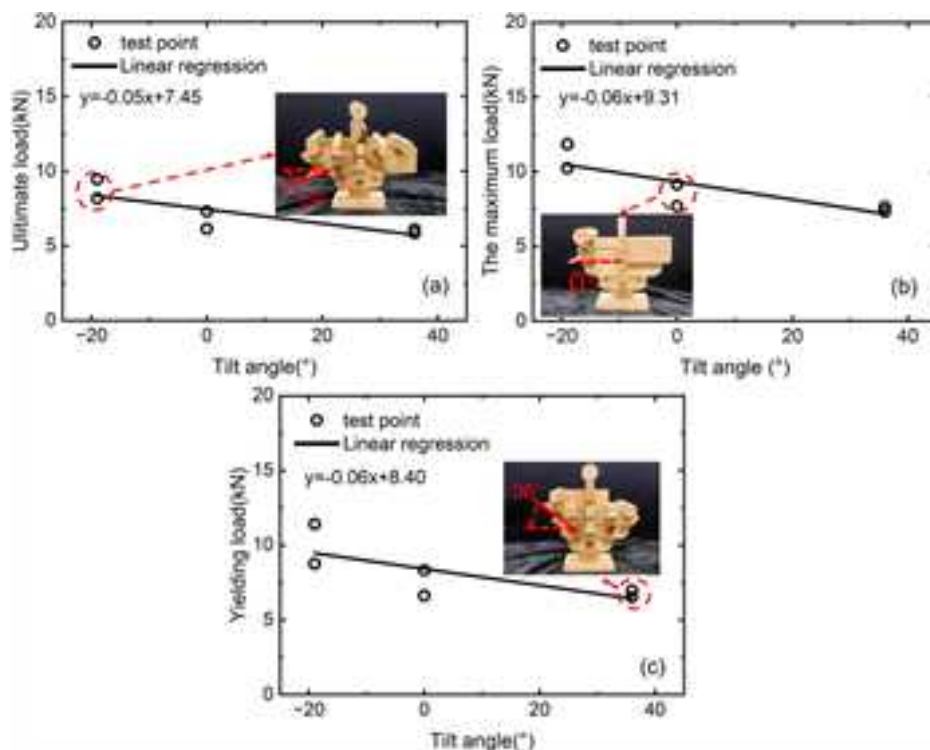 20
15
10
5
0
Ulitimate load(kN)
test point
Linear regression
y=-0.05x+7.45
(a)
−20 0 20 40
Tilt angle(°)
20
15
10
5
0
The maximum load(kN)
test point
Linear regression
y=-0.06x+9.31
(b)
−20 0 20 40
Tilt angle (°)
20
15
10
5
0
Yielding load(kN)
test point
Linear regression
y=-0.06x+8.40
(c)
−20 0 20 40
Tilt angle(°)